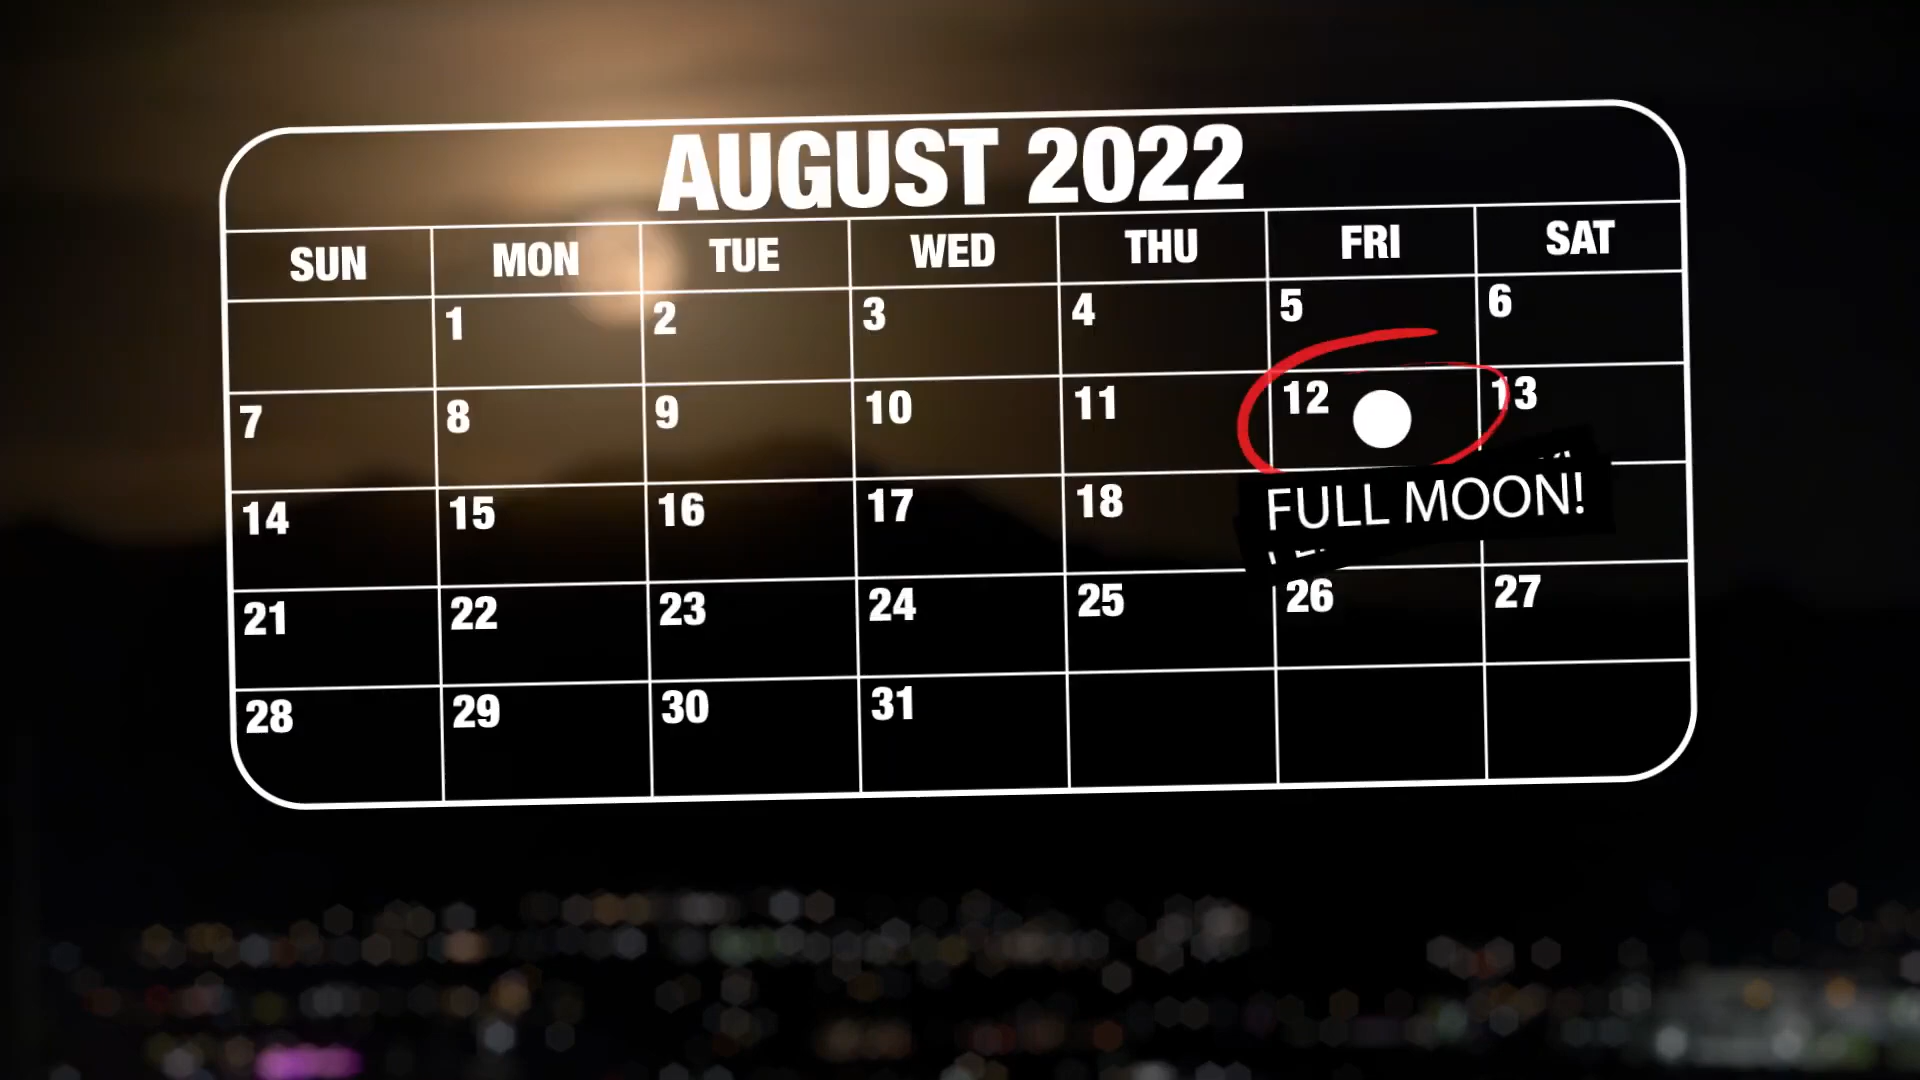 AUGUST 2022
SUN MON TUE WED THU FRI SAT
1 2 3 4 5 6
7 8 9 10 11 12 13
14 15 16 17 18
FULL MOON!
21 22 23 24 25 26 27
28 29 30 31